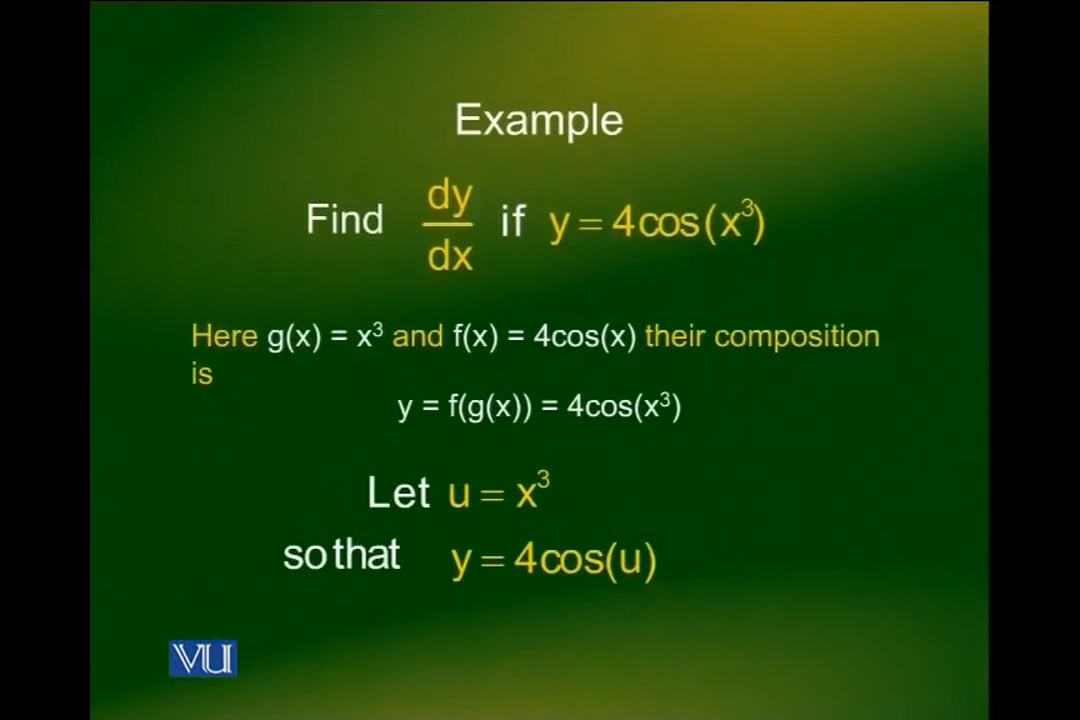 Example
Find dy/dx if y = 4cos(x³)
Here g(x) = x³ and f(x) = 4cos(x) their composition
is
y = f(g(x)) = 4cos(x³)
Let u = x³
so that y = 4cos(u)
VU